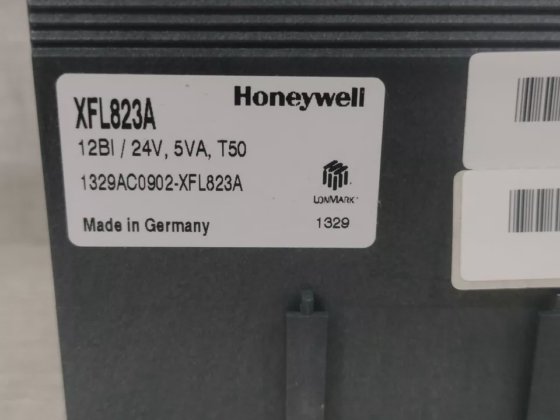 Honeywell
XFL823A
12BI / 24V, 5VA, T50
1329AC0902-XFL823A
LONMARK
Made in Germany
1329